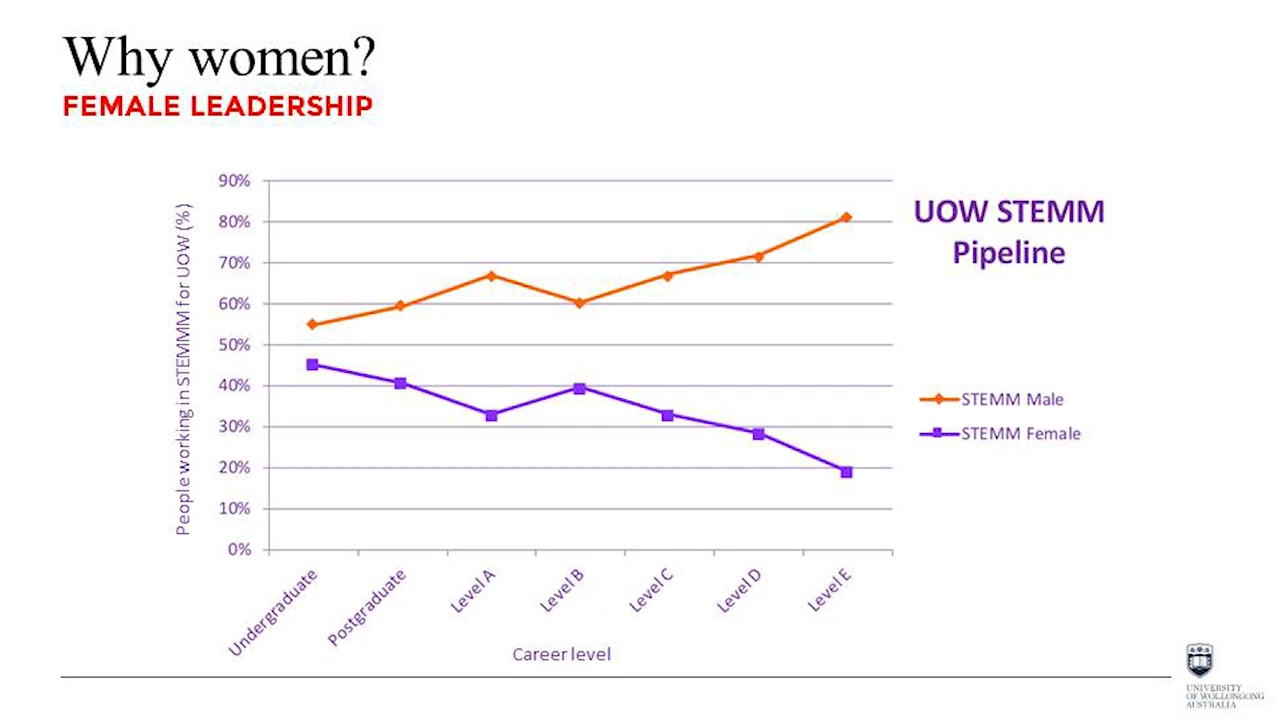 Why women?
FEMALE LEADERSHIP
90%
80%
70%
60%
50%
40%
30%
20%
10%
0%
People working in STEMMM for UOW (%)
Undergraduate
Postgraduate
Level A
Level B
Level C
Level D
Level E
Career level
UOW STEMM
Pipeline
STEMM Male
STEMM Female
UNIVERSITY
OF WOLLONGONG
AUSTRALIA